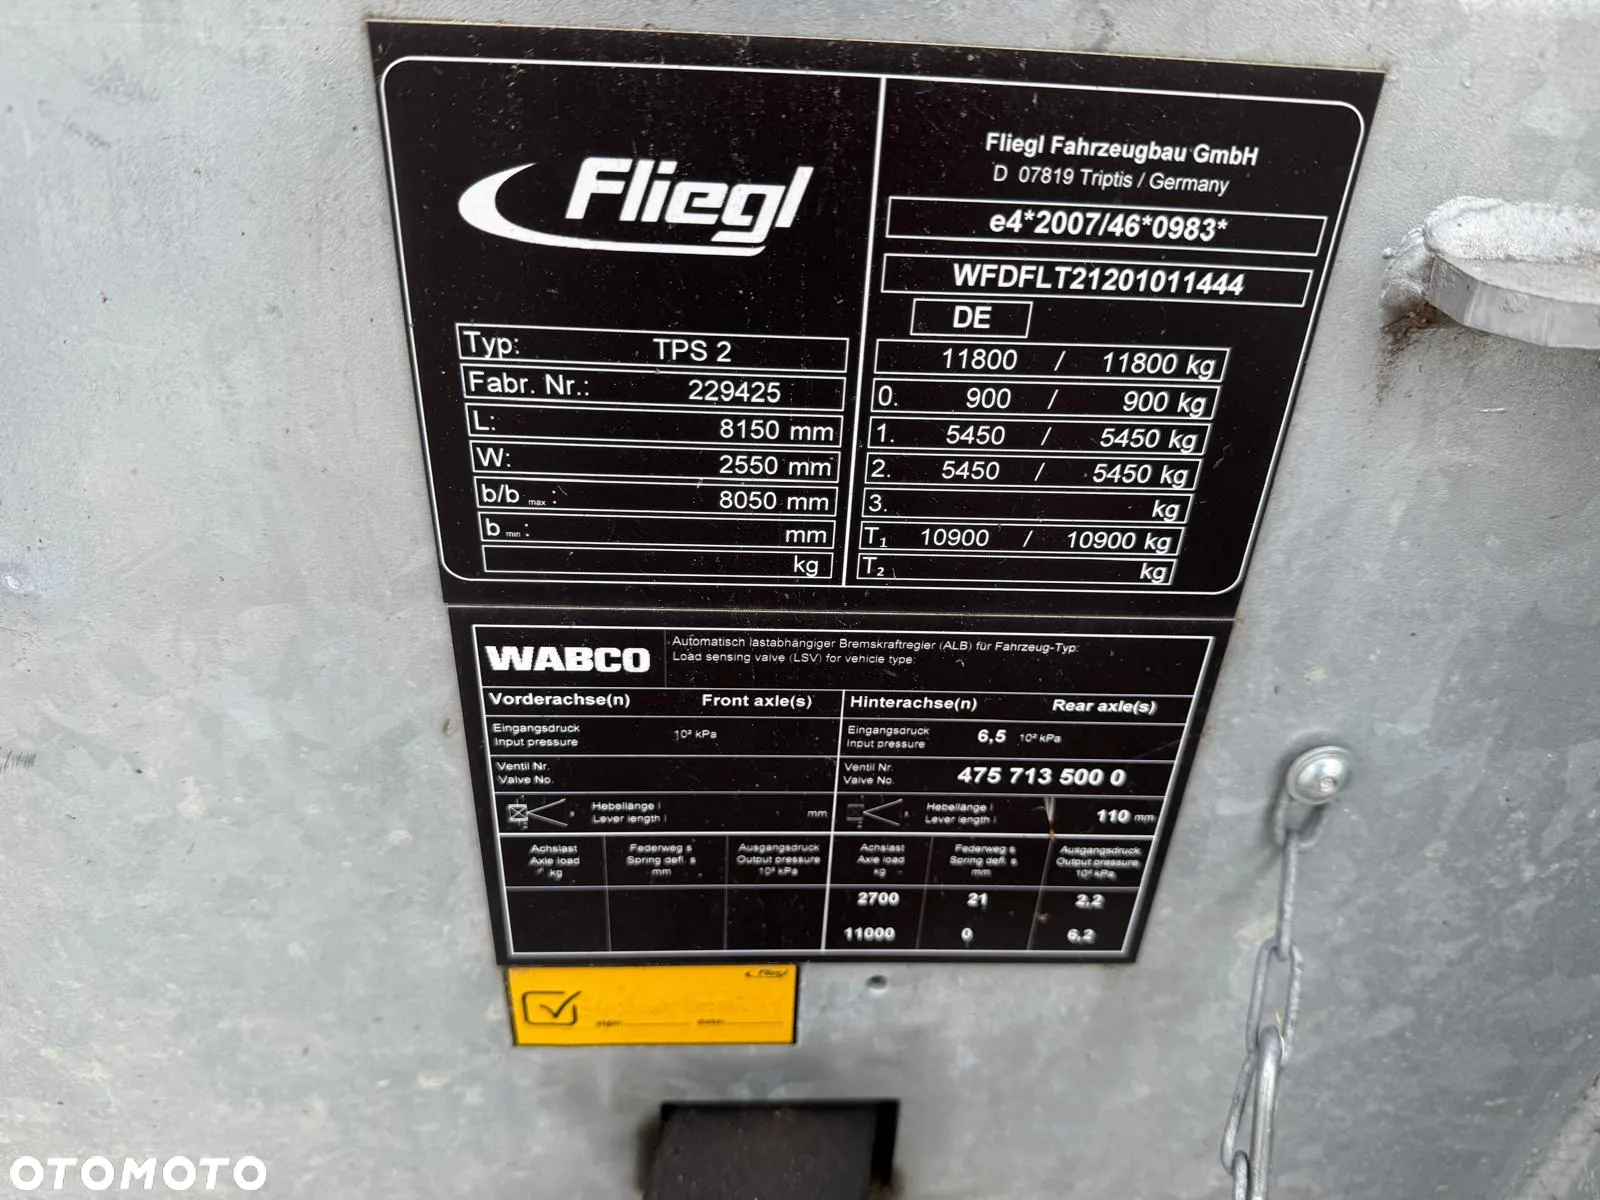 Fliegl
Typ: TPS 2
Fabr. Nr.: 229425
L: 8150 mm
W: 2550 mm
b/b max : 8050 mm
b min : mm
kg
Fliegl Fahrzeugbau GmbH
D 07819 Triptis / Germany
e4*2007/46*0983*
WFDFLT21201011444
DE
11800 / 11800 kg
0. 900 / 900 kg
1. 5450 / 5450 kg
2. 5450 / 5450 kg
3. kg
T1 10900 / 10900 kg
T2 kg
WABCO
Automatisch lastabhängiger Bremskraftregler (ALB) für Fahrzeug-Typ:
Load sensing valve (LSV) for vehicle type:
Vorderachse(n) Front axle(s) Hinterachse(n) Rear axle(s)
Eingangsdruck
Input pressure 10² kPa
Eingangsdruck
Input pressure 6,5 10² kPa
Ventil Nr.
Valve No.
Ventil Nr.
Valve No. 475 713 500 0
Hebellänge l
Lever length l mm
Hebellänge l
Lever length l 110 mm
Achslast
Axle load
kg
Federweg s
Spring defl. s
mm
Ausgangsdruck
Output pressure
10² kPa
Achslast
Axle load
kg
Federweg s
Spring defl. s
mm
Ausgangsdruck
Output pressure
10² kPa
2700 21 2,2
11000 0 6,2
Fliegl
sign: date:
OTOMOTO